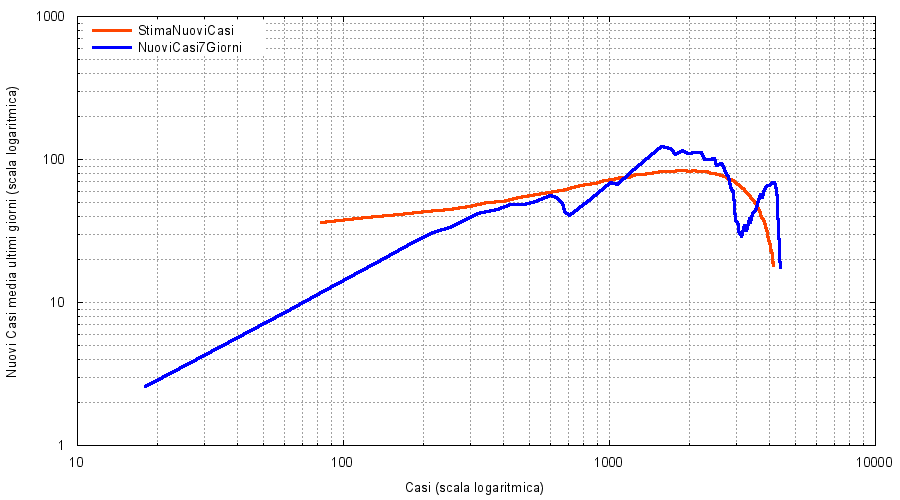 1000
StimaNuoviCasi
NuoviCasi7Giorni
100
10
1
Nuovi Casi media ultimi giorni (scala logaritmica)
10 100 1000 10000
Casi (scala logaritmica)